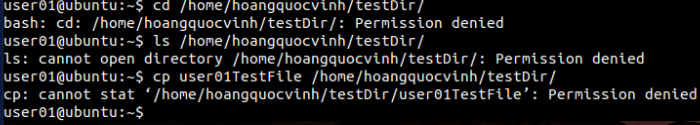 user01@ubuntu:~$ cd /home/hoangquocvinh/testDir/
bash: cd: /home/hoangquocvinh/testDir/: Permission denied
user01@ubuntu:~$ ls /home/hoangquocvinh/testDir/
ls: cannot open directory /home/hoangquocvinh/testDir/: Permission denied
user01@ubuntu:~$ cp user01TestFile /home/hoangquocvinh/testDir/
cp: cannot stat ‘/home/hoangquocvinh/testDir/user01TestFile’: Permission denied
user01@ubuntu:~$